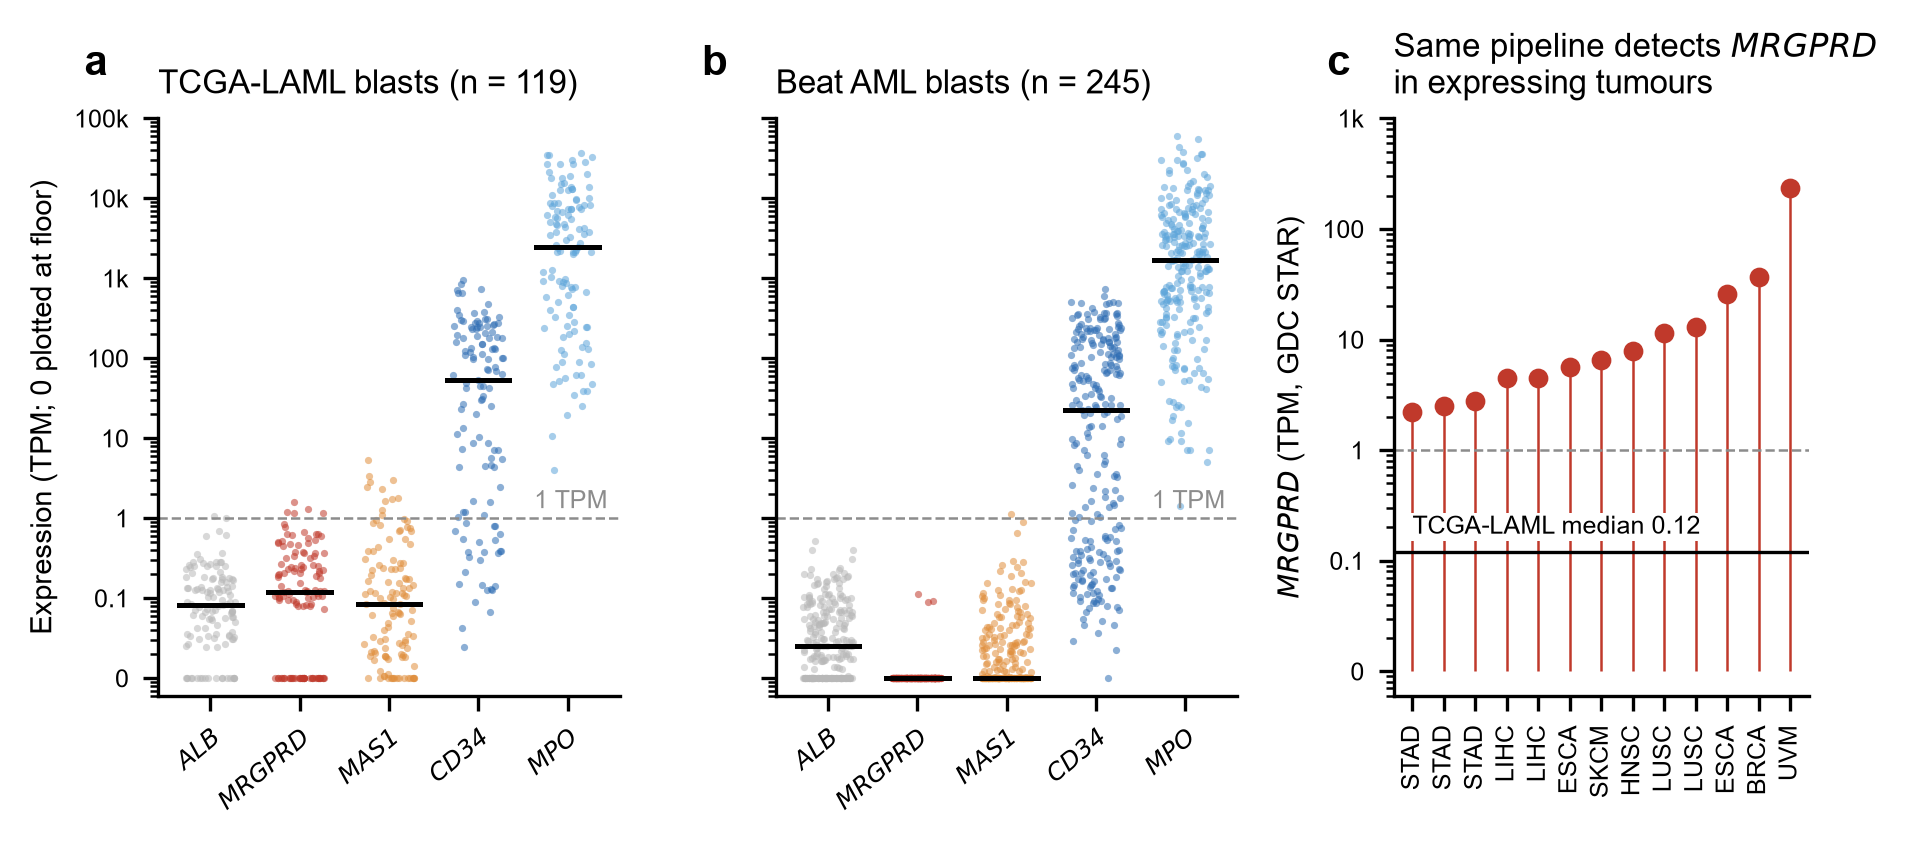 a
TCGA-LAML blasts (n = 119)
Expression (TPM; 0 plotted at floor)
100k
10k
1k
100
10
1
0.1
0
1 TPM
ALB
MRGPRD
MAS1
CD34
MPO
b
Beat AML blasts (n = 245)
1 TPM
ALB
MRGPRD
MAS1
CD34
MPO
c
Same pipeline detects MRGPRD
in expressing tumours
MRGPRD (TPM, GDC STAR)
1k
100
10
1
0.1
0
TCGA-LAML median 0.12
STAD
STAD
STAD
LIHC
LIHC
ESCA
SKCM
HNSC
LUSC
LUSC
ESCA
BRCA
UVM